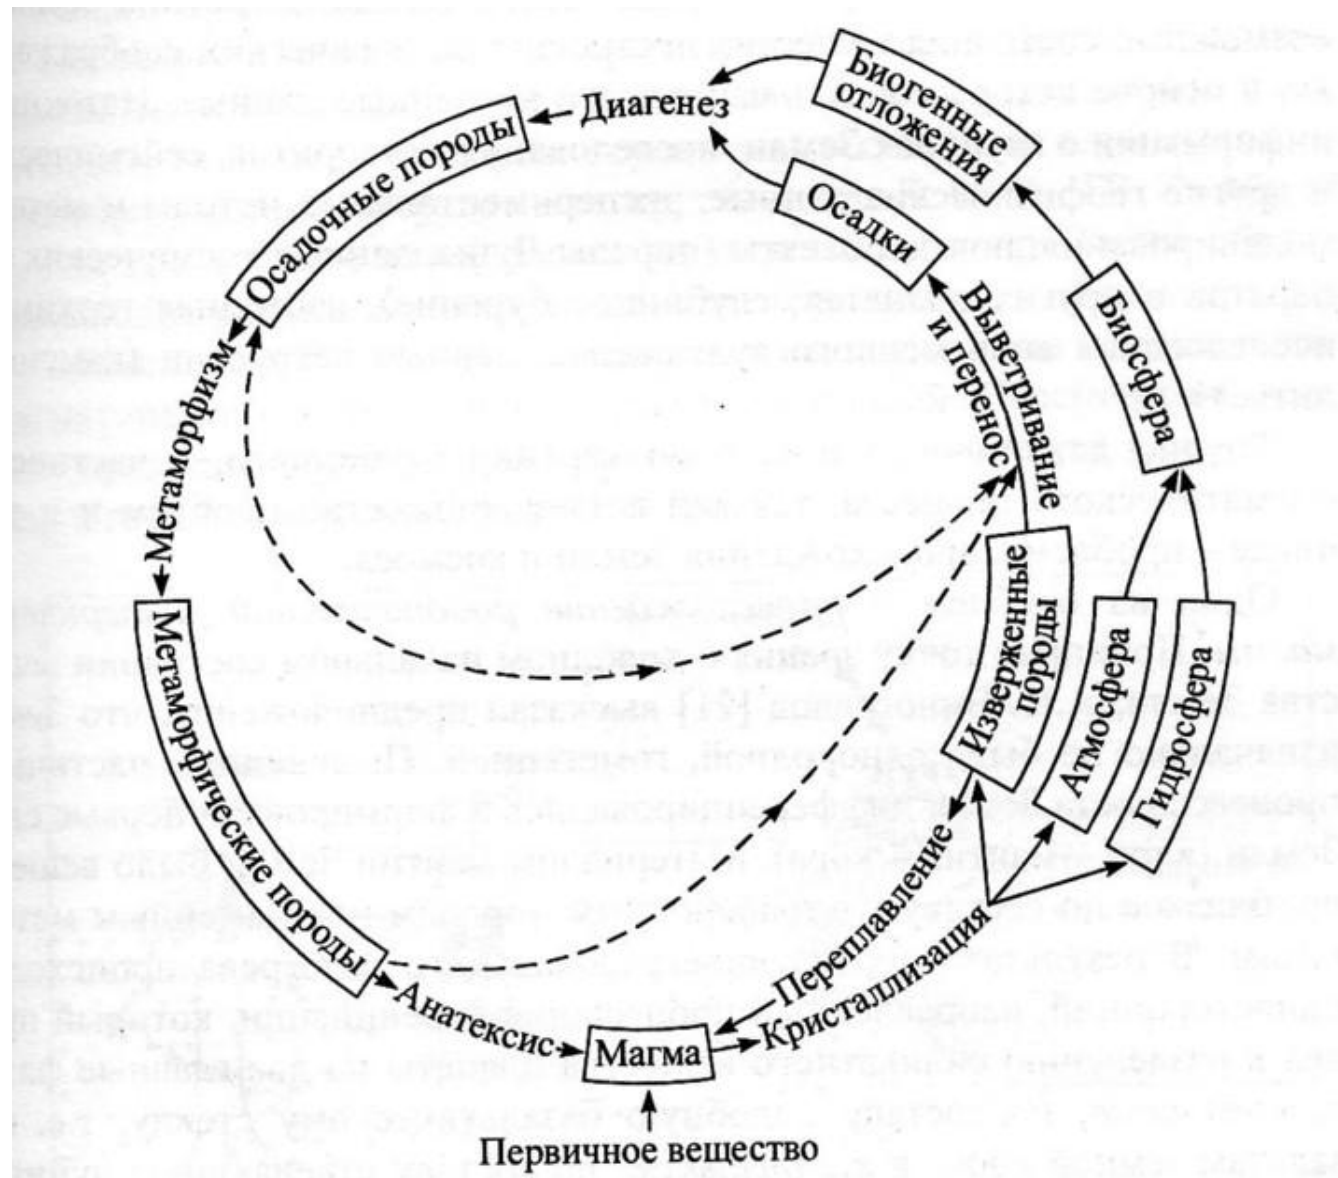 Биогенные
отложения
Диагенез
Осадочные породы
Осадки
Выветривание
и перенос
Биосфера
Метаморфизм
Метаморфические породы
Изверженные
породы
Атмосфера
Гидросфера
Переплавление
Кристаллизация
Анатексис
Магма
Первичное вещество